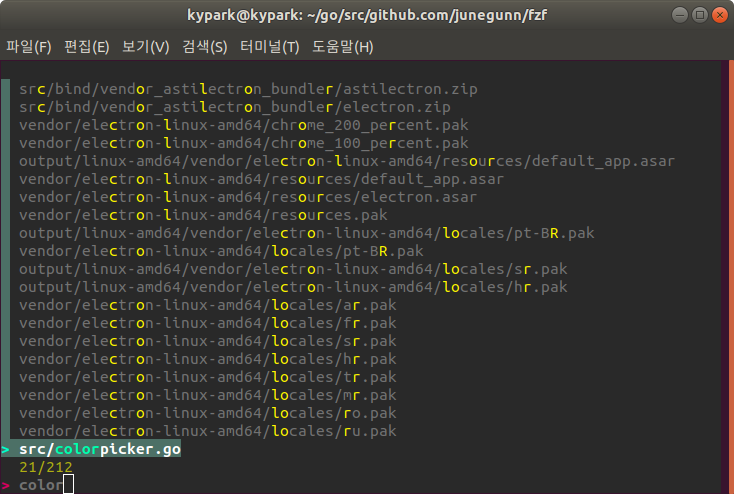 kypark@kypark: ~/go/src/github.com/junegunn/fzf
파일(F) 편집(E) 보기(V) 검색(S) 터미널(T) 도움말(H)
src/bind/vendor_astilectron_bundler/astilectron.zip
src/bind/vendor_astilectron_bundler/electron.zip
vendor/electron-linux-amd64/chrome_200_percent.pak
vendor/electron-linux-amd64/chrome_100_percent.pak
output/linux-amd64/vendor/electron-linux-amd64/resources/default_app.asar
vendor/electron-linux-amd64/resources/default_app.asar
vendor/electron-linux-amd64/resources/electron.asar
vendor/electron-linux-amd64/resources.pak
output/linux-amd64/vendor/electron-linux-amd64/locales/pt-BR.pak
vendor/electron-linux-amd64/locales/pt-BR.pak
output/linux-amd64/vendor/electron-linux-amd64/locales/sr.pak
output/linux-amd64/vendor/electron-linux-amd64/locales/hr.pak
vendor/electron-linux-amd64/locales/ar.pak
vendor/electron-linux-amd64/locales/fr.pak
vendor/electron-linux-amd64/locales/sr.pak
vendor/electron-linux-amd64/locales/hr.pak
vendor/electron-linux-amd64/locales/tr.pak
vendor/electron-linux-amd64/locales/mr.pak
vendor/electron-linux-amd64/locales/ro.pak
vendor/electron-linux-amd64/locales/ru.pak
> src/colorpicker.go
21/212
> color